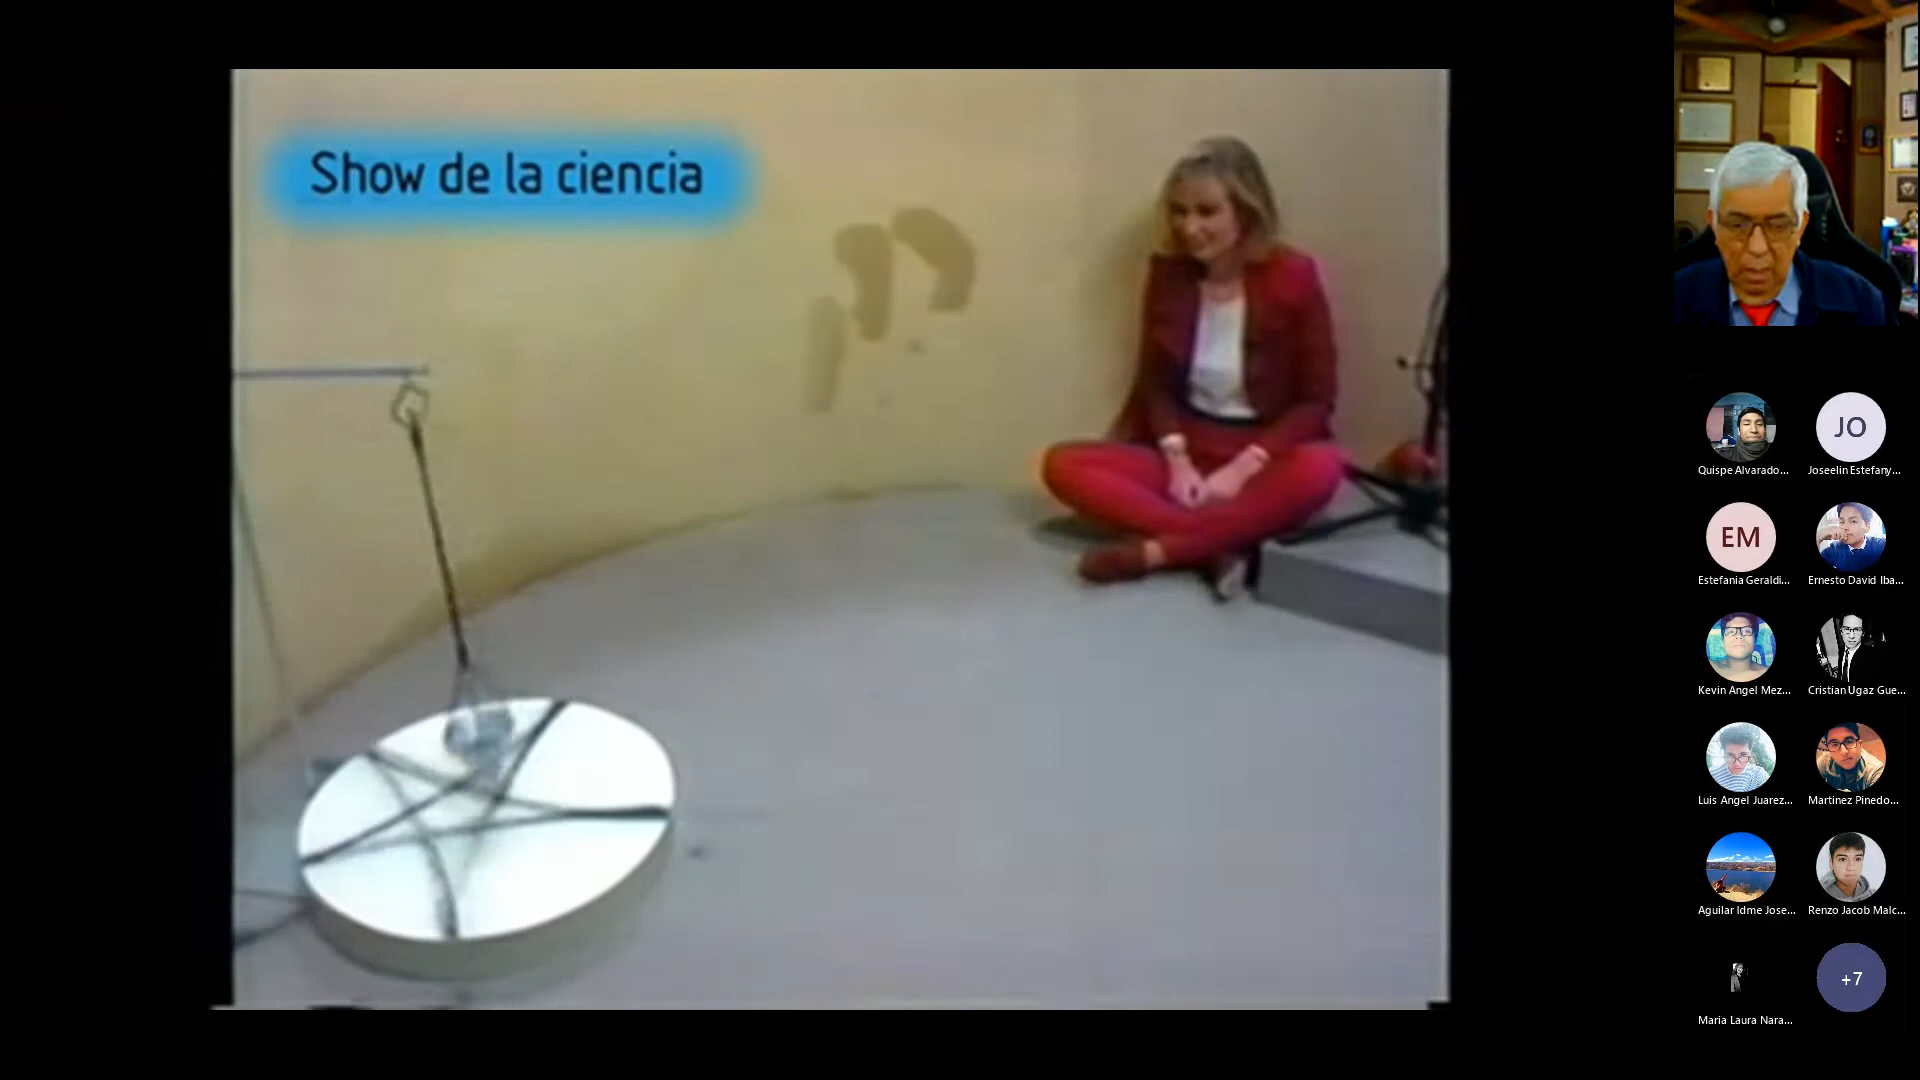 Show de la ciencia
Quispe Alvarado...
JO
Joseelin Estefany...
EM
Estefania Geraldi...
Ernesto David Iba...
Kevin Angel Mez...
Cristian Ugaz Gue...
Luis Angel Juarez...
Martinez Pinedo...
Aguilar Idme Jose...
Renzo Jacob Malc...
Maria Laura Nara...
+7